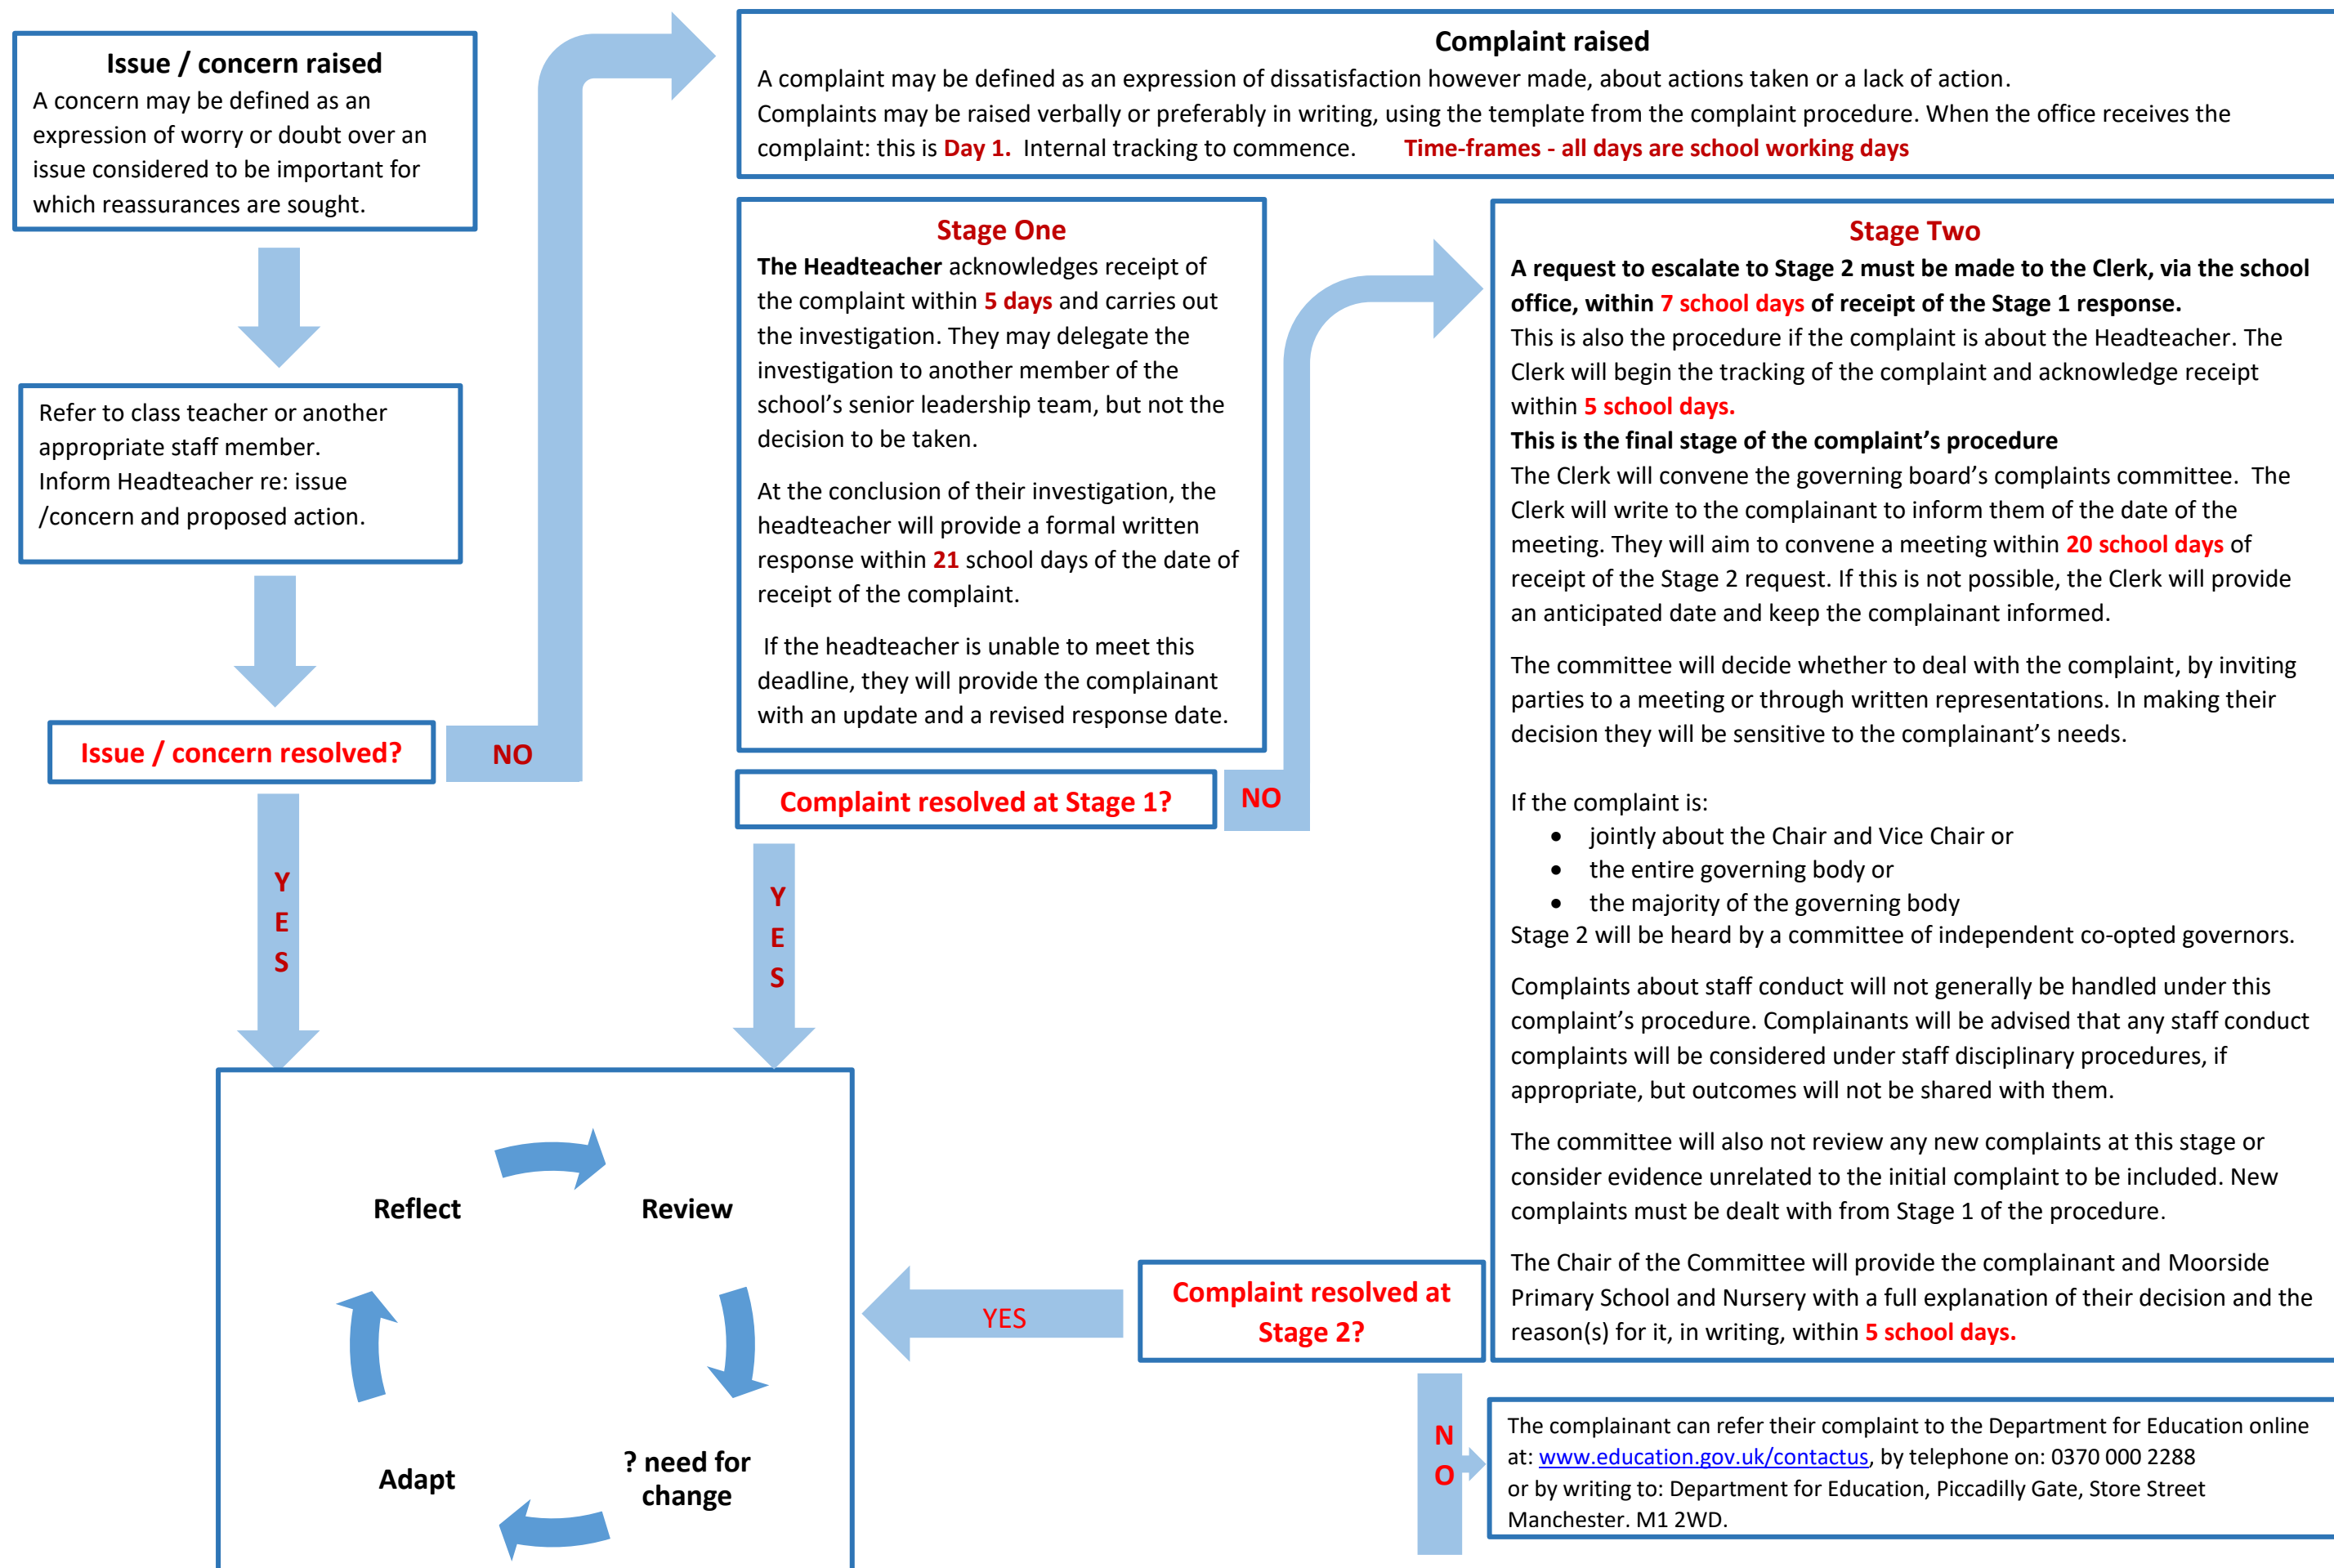 Issue / concern raised
A concern may be defined as an
expression of worry or doubt over an
issue considered to be important for
which reassurances are sought.
Refer to class teacher or another
appropriate staff member.
Inform Headteacher re: issue
/concern and proposed action.
Issue / concern resolved?
NO
Y
E
S
Complaint raised
A complaint may be defined as an expression of dissatisfaction however made, about actions taken or a lack of action.
Complaints may be raised verbally or preferably in writing, using the template from the complaint procedure. When the office receives the
complaint: this is Day 1. Internal tracking to commence. Time-frames - all days are school working days
Stage One
The Headteacher acknowledges receipt of
the complaint within 5 days and carries out
the investigation. They may delegate the
investigation to another member of the
school’s senior leadership team, but not the
decision to be taken.
At the conclusion of their investigation, the
headteacher will provide a formal written
response within 21 school days of the date of
receipt of the complaint.
If the headteacher is unable to meet this
deadline, they will provide the complainant
with an update and a revised response date.
Complaint resolved at Stage 1?
NO
Y
E
S
Stage Two
A request to escalate to Stage 2 must be made to the Clerk, via the school
office, within 7 school days of receipt of the Stage 1 response.
This is also the procedure if the complaint is about the Headteacher. The
Clerk will begin the tracking of the complaint and acknowledge receipt
within 5 school days.
This is the final stage of the complaint’s procedure
The Clerk will convene the governing board’s complaints committee. The
Clerk will write to the complainant to inform them of the date of the
meeting. They will aim to convene a meeting within 20 school days of
receipt of the Stage 2 request. If this is not possible, the Clerk will provide
an anticipated date and keep the complainant informed.
The committee will decide whether to deal with the complaint, by inviting
parties to a meeting or through written representations. In making their
decision they will be sensitive to the complainant’s needs.
If the complaint is:
• jointly about the Chair and Vice Chair or
• the entire governing body or
• the majority of the governing body
Stage 2 will be heard by a committee of independent co-opted governors.
Complaints about staff conduct will not generally be handled under this
complaint’s procedure. Complainants will be advised that any staff conduct
complaints will be considered under staff disciplinary procedures, if
appropriate, but outcomes will not be shared with them.
The committee will also not review any new complaints at this stage or
consider evidence unrelated to the initial complaint to be included. New
complaints must be dealt with from Stage 1 of the procedure.
The Chair of the Committee will provide the complainant and Moorside
Primary School and Nursery with a full explanation of their decision and the
reason(s) for it, in writing, within 5 school days.
Complaint resolved at
Stage 2?
YES
N
O
Reflect
Review
? need for
change
Adapt
The complainant can refer their complaint to the Department for Education online
at: www.education.gov.uk/contactus, by telephone on: 0370 000 2288
or by writing to: Department for Education, Piccadilly Gate, Store Street
Manchester. M1 2WD.